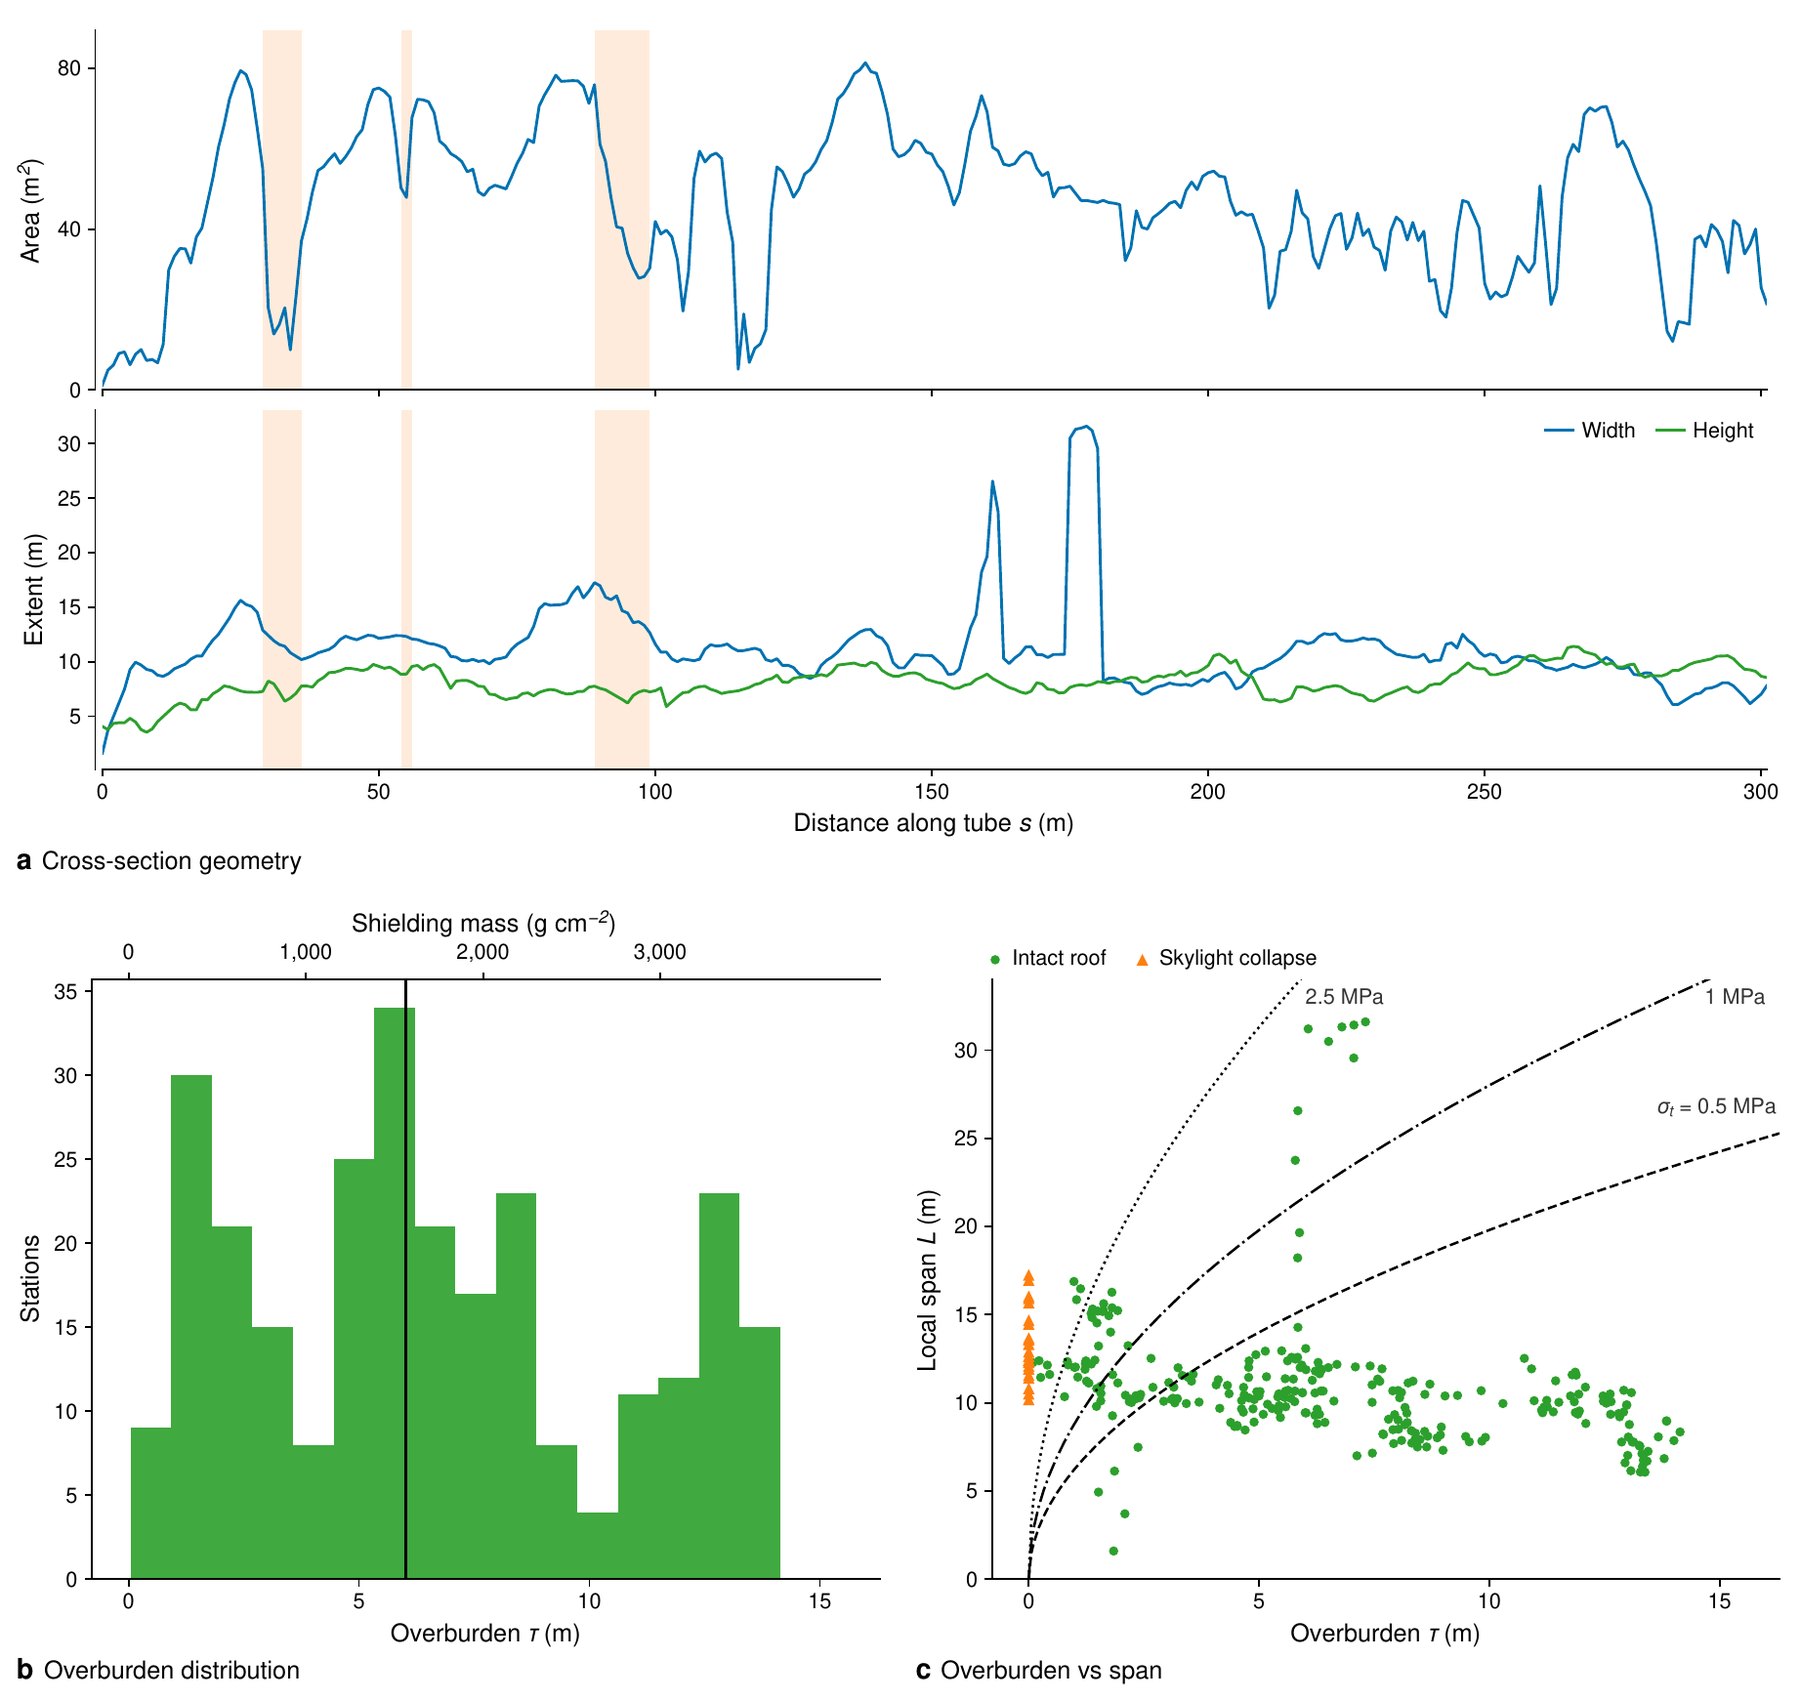 80
40
0
Area (m²)
30
25
20
15
10
5
Extent (m)
Width
Height
0 50 100 150 200 250 300
Distance along tube s (m)
a Cross-section geometry
Shielding mass (g cm⁻²)
0 1,000 2,000 3,000
35
30
25
20
15
10
5
0
Stations
0 5 10 15
Overburden τ (m)
b Overburden distribution
Intact roof
Skylight collapse
2.5 MPa
1 MPa
σₜ = 0.5 MPa
30
25
20
15
10
5
0
Local span L (m)
0 5 10 15
Overburden τ (m)
c Overburden vs span